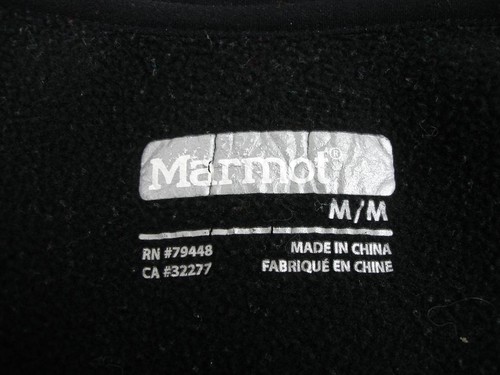 Marmot®
M/M
RN #79448 MADE IN CHINA
CA #32277 FABRIQUÉ EN CHINE